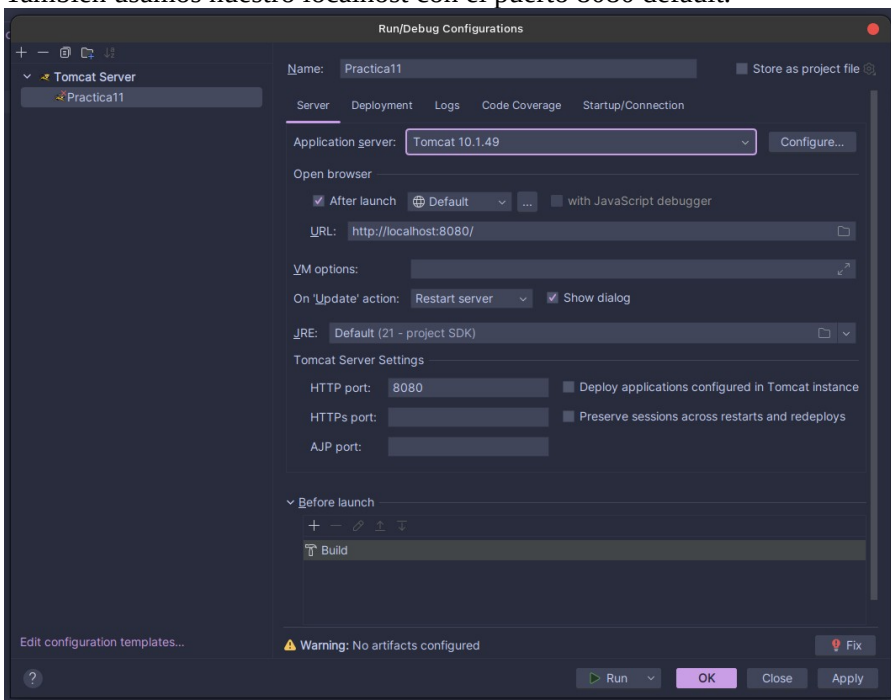 También usamos nuestro localhost con el puerto 8080 default.
Run/Debug Configurations
Tomcat Server
Practica11
Name: Practica11
Store as project file
Server Deployment Logs Code Coverage Startup/Connection
Application server: Tomcat 10.1.49 Configure...
Open browser
After launch Default ... with JavaScript debugger
URL: http://localhost:8080/
VM options:
On 'Update' action: Restart server Show dialog
JRE: Default (21 - project SDK)
Tomcat Server Settings
HTTP port: 8080 Deploy applications configured in Tomcat instance
HTTPs port: Preserve sessions across restarts and redeploys
AJP port:
Before launch
Build
Edit configuration templates...
Warning: No artifacts configured Fix
? Run OK Close Apply